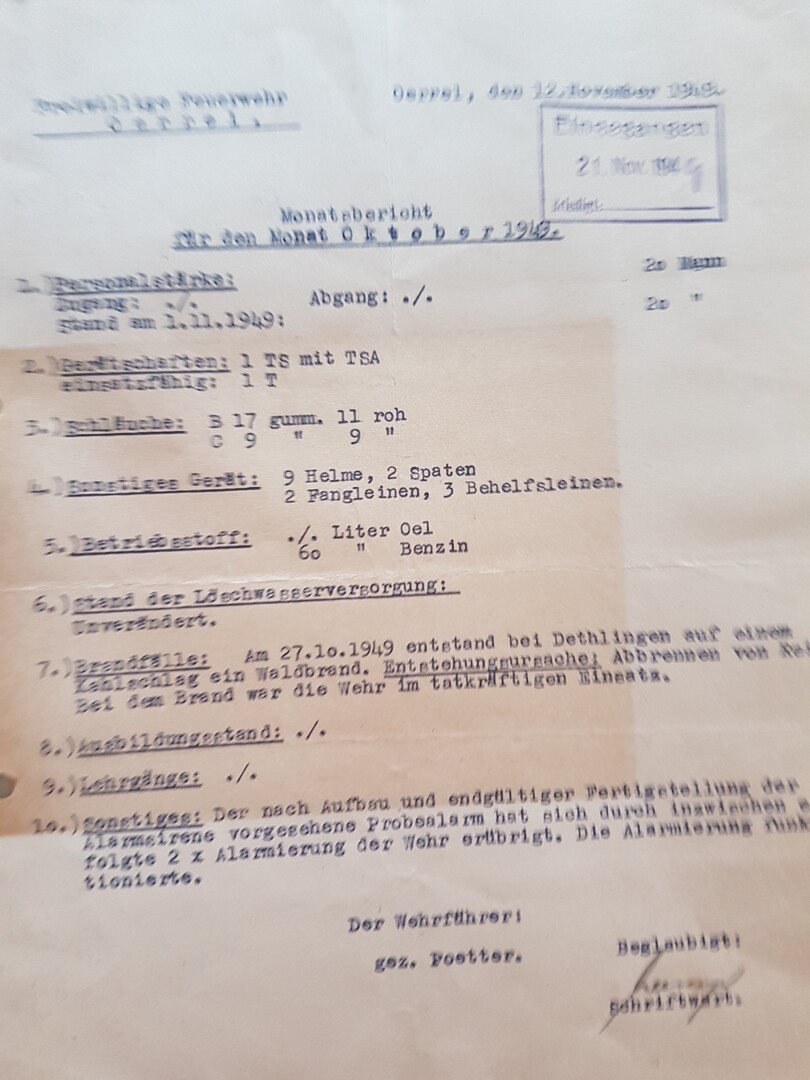 Freiwillige Feuerwehr
O e r r e l .
Oerrel, den 12.November 1949.
Eingegangen
21. Nov. 1949
Erledigt:
Monatsbericht
für den Monat O k t o b e r 1949.
1.) Personalstärke: 20 Mann
Zugang: ./. Abgang: ./.
Stand am 1.11.1949: 20 "
2.) Gerätschaften: 1 TS mit TSA
einsatzfähig: 1 T
3.) Schläuche: B 17 gumm. 11 roh
C 9 " 9 "
4.) Sonstiges Gerät: 9 Helme, 2 Spaten
2 Fangleinen, 3 Behelfsleinen.
5.) Betriebsstoff: ./. Liter Oel
60 " Benzin
6.) Stand der Löschwasserversorgung:
Unverändert.
7.) Brandfälle: Am 27.10.1949 entstand bei Dethlingen auf einem
Kahlschlag ein Waldbrand. Entstehungsursache: Abbrennen von
Bei dem Brand war die Wehr im tatkräftigen Einsatz.
8.) Ausbildungsstand: ./.
9.) Lehrgänge: ./.
10.) Sonstiges: Der nach Aufbau und endgültiger Fertigstellung der
Alarmsirene vorgesehene Probealarm hat sich durch inzwischen e
folgte 2 x Alarmierung der Wehr erübrigt. Die Alarmierung funk
tionierte.
Der Wehrführer:
gez. Poetter.
Beglaubigt:
Schriftwart.